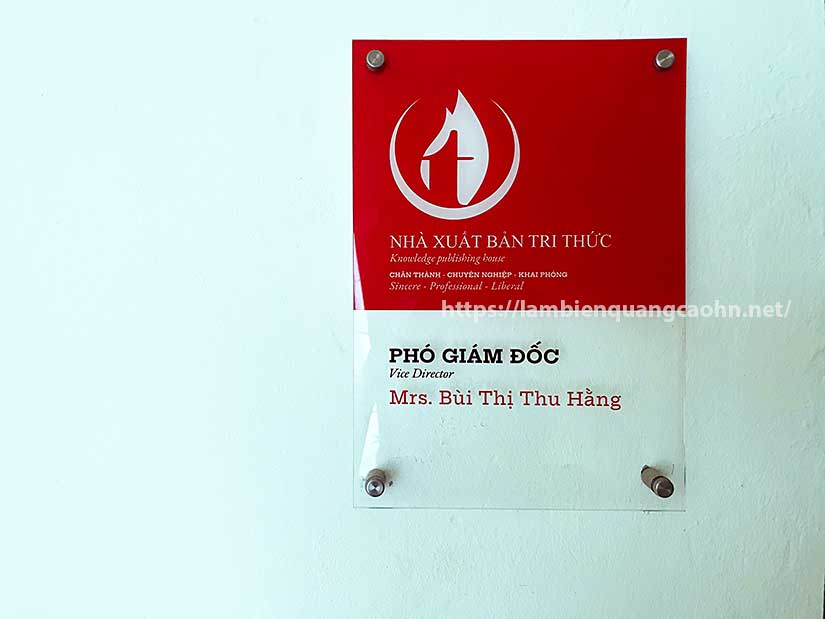 NHÀ XUẤT BẢN TRI THỨC
Knowledge publishing house
CHÂN THÀNH - CHUYÊN NGHIỆP - KHAI PHÓNG
Sincere - Professional - Liberal
https://lambienquangcaohn.net/
PHÓ GIÁM ĐỐC
Vice Director
Mrs. Bùi Thị Thu Hằng